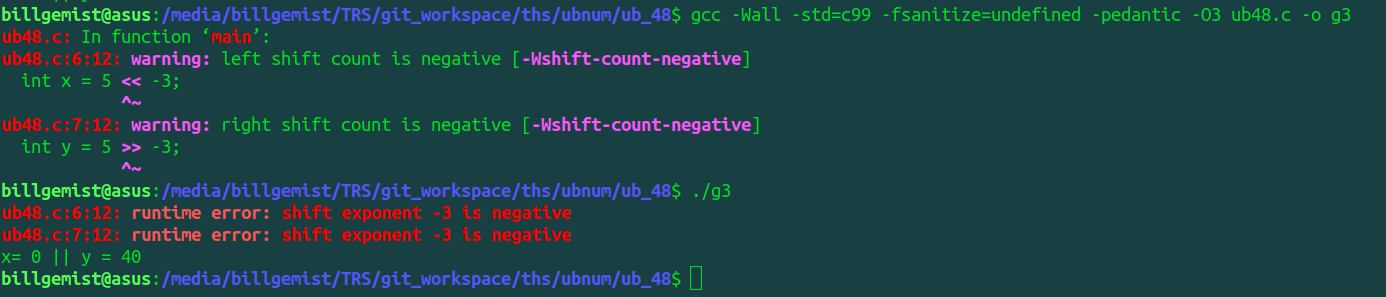 billgemist@asus:/media/billgemist/TRS/git_workspace/ths/ubnum/ub_48$ gcc -Wall -std=c99 -fsanitize=undefined -pedantic -O3 ub48.c -o g3
ub48.c: In function ‘main’:
ub48.c:6:12: warning: left shift count is negative [-Wshift-count-negative]
  int x = 5 << -3;
            ^~
ub48.c:7:12: warning: right shift count is negative [-Wshift-count-negative]
  int y = 5 >> -3;
            ^~
billgemist@asus:/media/billgemist/TRS/git_workspace/ths/ubnum/ub_48$ ./g3
ub48.c:6:12: runtime error: shift exponent -3 is negative
ub48.c:7:12: runtime error: shift exponent -3 is negative
x= 0 || y = 40
billgemist@asus:/media/billgemist/TRS/git_workspace/ths/ubnum/ub_48$